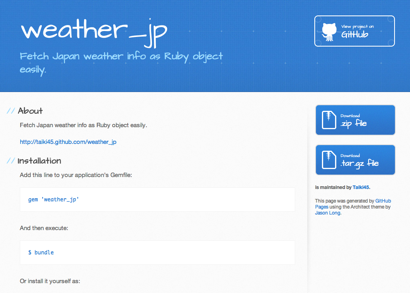 weather_jp
Fetch Japan weather info as Ruby object
easily.
View project on
GitHub
// About
Fetch Japan weather info as Ruby object easily.
http://taiki45.github.com/weather_jp
// Installation
Add this line to your application's Gemfile:
gem 'weather_jp'
And then execute:
$ bundle
Or install it yourself as:
Download
.zip file
Download
.tar.gz file
is maintained by Taiki45.
This page was generated by GitHub
Pages using the Architect theme by
Jason Long.